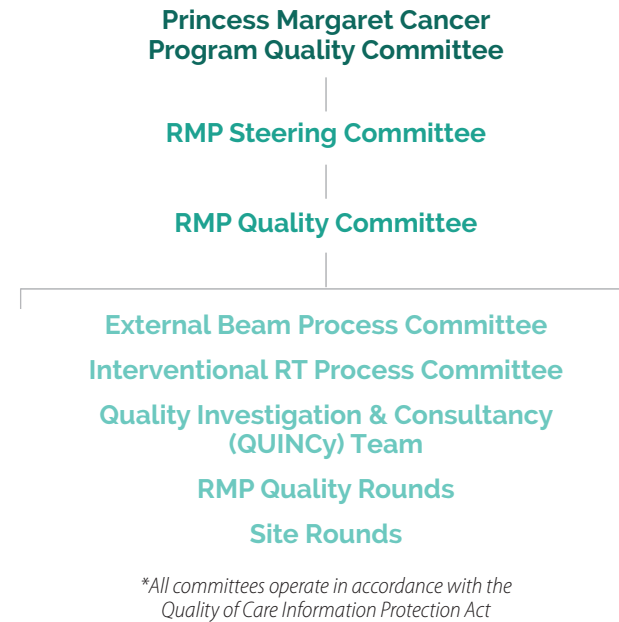 Princess Margaret Cancer
Program Quality Committee
RMP Steering Committee
RMP Quality Committee
External Beam Process Committee
Interventional RT Process Committee
Quality Investigation & Consultancy
(QUINCy) Team
RMP Quality Rounds
Site Rounds
*All committees operate in accordance with the
Quality of Care Information Protection Act